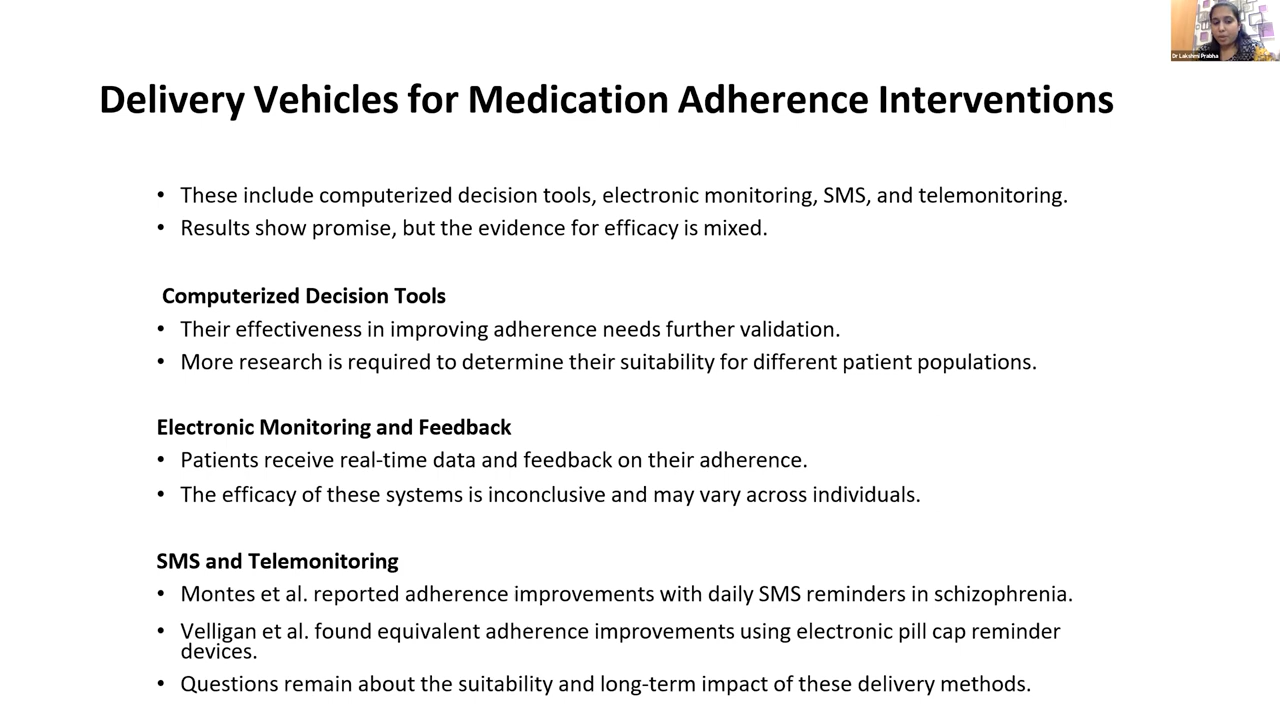 Dr Lakshmi Prabha
Delivery Vehicles for Medication Adherence Interventions
• These include computerized decision tools, electronic monitoring, SMS, and telemonitoring.
• Results show promise, but the evidence for efficacy is mixed.
Computerized Decision Tools
• Their effectiveness in improving adherence needs further validation.
• More research is required to determine their suitability for different patient populations.
Electronic Monitoring and Feedback
• Patients receive real-time data and feedback on their adherence.
• The efficacy of these systems is inconclusive and may vary across individuals.
SMS and Telemonitoring
• Montes et al. reported adherence improvements with daily SMS reminders in schizophrenia.
• Velligan et al. found equivalent adherence improvements using electronic pill cap reminder
devices.
• Questions remain about the suitability and long-term impact of these delivery methods.